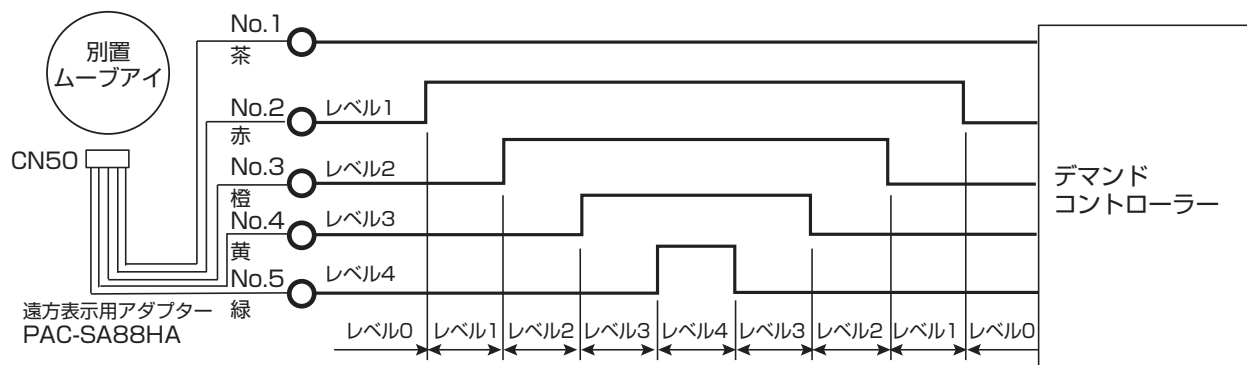 別置
ムーブアイ
CN50
遠方表示用アダプター
PAC-SA88HA
No.1
茶
No.2
赤
レベル1
No.3
橙
レベル2
No.4
黄
レベル3
No.5
緑
レベル4
レベル0 レベル1 レベル2 レベル3 レベル4 レベル3 レベル2 レベル1 レベル0
デマンド
コントローラー